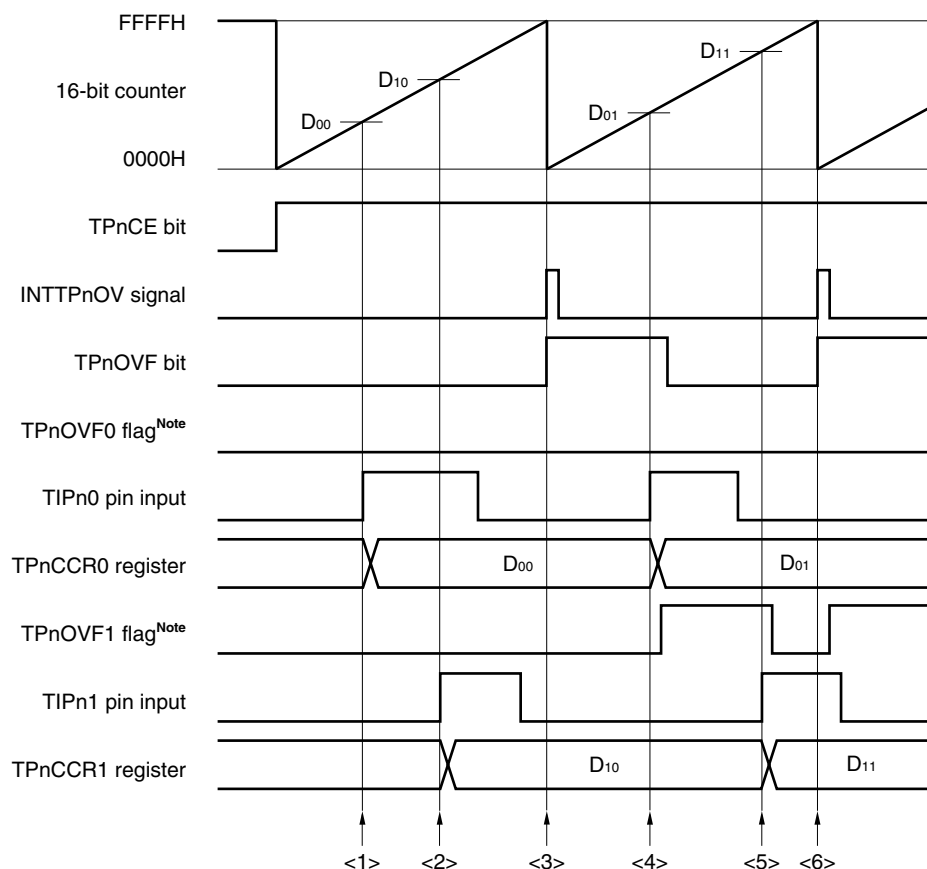 FFFFH
16-bit counter
0000H
D00
D10
D01
D11
TPnCE bit
INTTPnOV signal
TPnOVF bit
TPnOVF0 flagNote
TIPn0 pin input
TPnCCR0 register
D00
D01
TPnOVF1 flagNote
TIPn1 pin input
TPnCCR1 register
D10
D11
<1> <2> <3> <4> <5> <6>